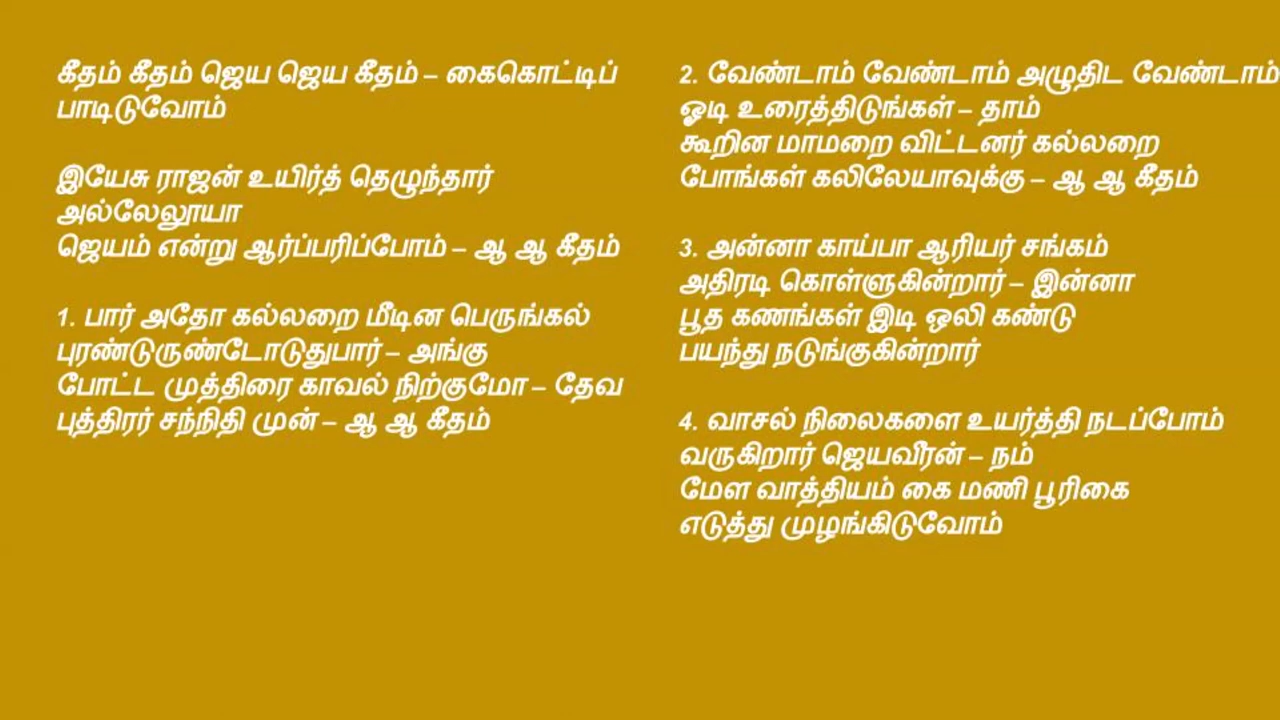 கீதம் கீதம் ஜெய ஜெய கீதம் – கைகொட்டிப்
பாடிடுவோம்
இயேசு ராஜன் உயிர்த் தெழுந்தார்
அல்லேலூயா
ஜெயம் என்று ஆர்ப்பரிப்போம் – ஆ ஆ கீதம்
1. பார் அதோ கல்லறை மீடின பெருங்கல்
புரண்டுருண்டோடுதுபார் – அங்கு
போட்ட முத்திரை காவல் நிற்குமோ – தேவ
புத்திரர் சந்நிதி முன் – ஆ ஆ கீதம்
2. வேண்டாம் வேண்டாம் அழுதிட வேண்டாம்
ஓடி உரைத்திடுங்கள் – தாம்
கூறின மாமறை விட்டனர் கல்லறை
போங்கள் கலிலேயாவுக்கு – ஆ ஆ கீதம்
3. அன்னா காய்பா ஆரியர் சங்கம்
அதிரடி கொள்ளுகின்றார் – இன்னா
பூத கணங்கள் இடி ஒலி கண்டு
பயந்து நடுங்குகின்றார்
4. வாசல் நிலைகளை உயர்த்தி நடப்போம்
வருகிறார் ஜெயவீரன் – நம்
மேள வாத்தியம் கை மணி பூரிகை
எடுத்து முழங்கிடுவோம்